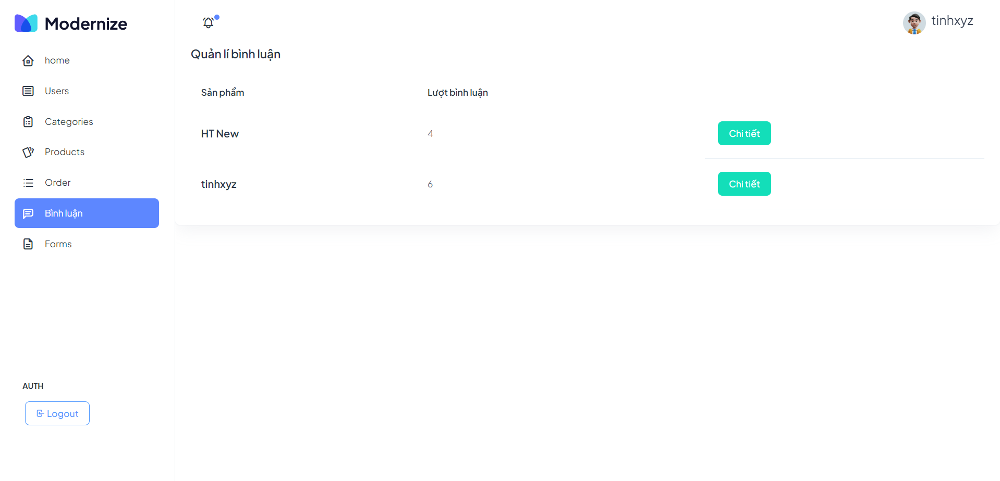 Modernize
home
Users
Categories
Products
Order
Bình luận
Forms
AUTH
Logout
tinhxyz
Quản lí bình luận
Sản phẩm Lượt bình luận
HT New 4 Chi tiết
tinhxyz 6 Chi tiết